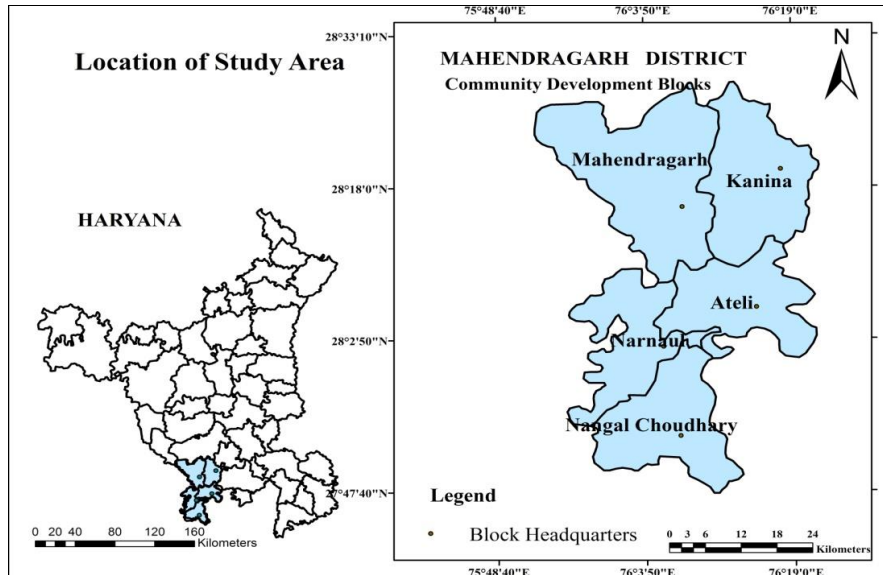 Location of Study Area
HARYANA
0 20 40 80 120 160
Kilometers
75°48'40"E 76°3'50"E 76°19'0"E
28°33'10"N
28°18'0"N
28°2'50"N
27°47'40"N
MAHENDRAGARH DISTRICT
Community Development Blocks
N
Mahendragarh
Kanina
Ateli
Narnaul
Nangal Choudhary
Legend
Block Headquarters
0 3 6 12 18 24
Kilometers
75°48'40"E 76°3'50"E 76°19'0"E